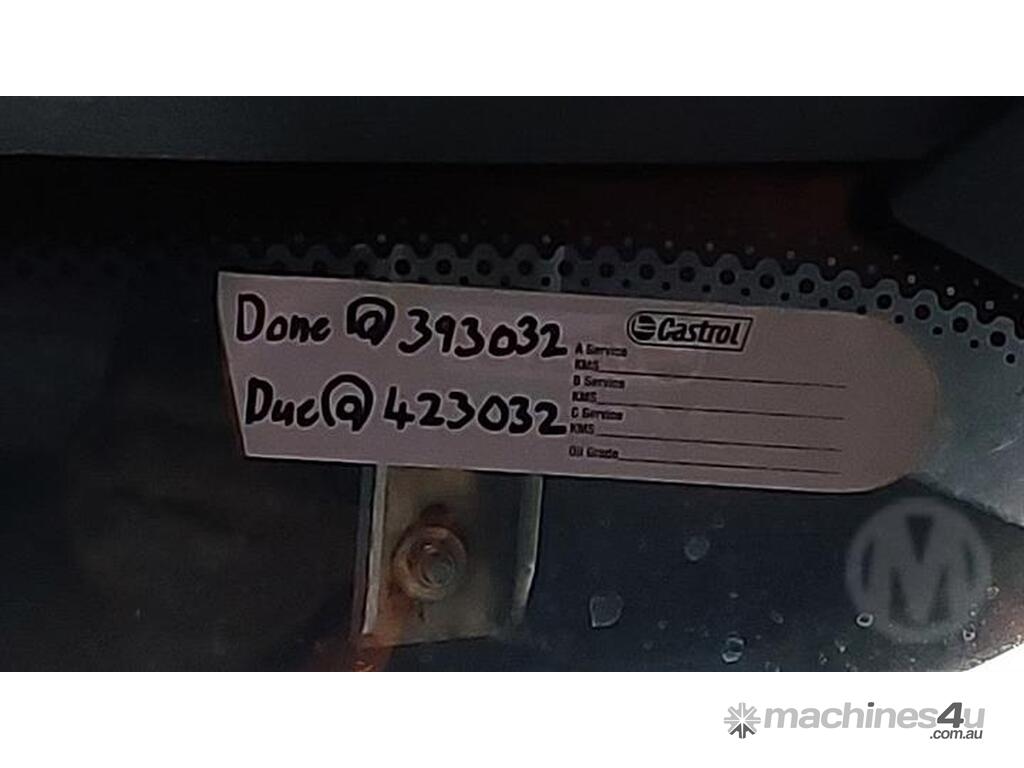 Done @ 393032
Due @ 423032
Castrol
A Service
KMS
B Service
KMS
C Service
KMS
Oil Grade
M
machines4u
.com.au